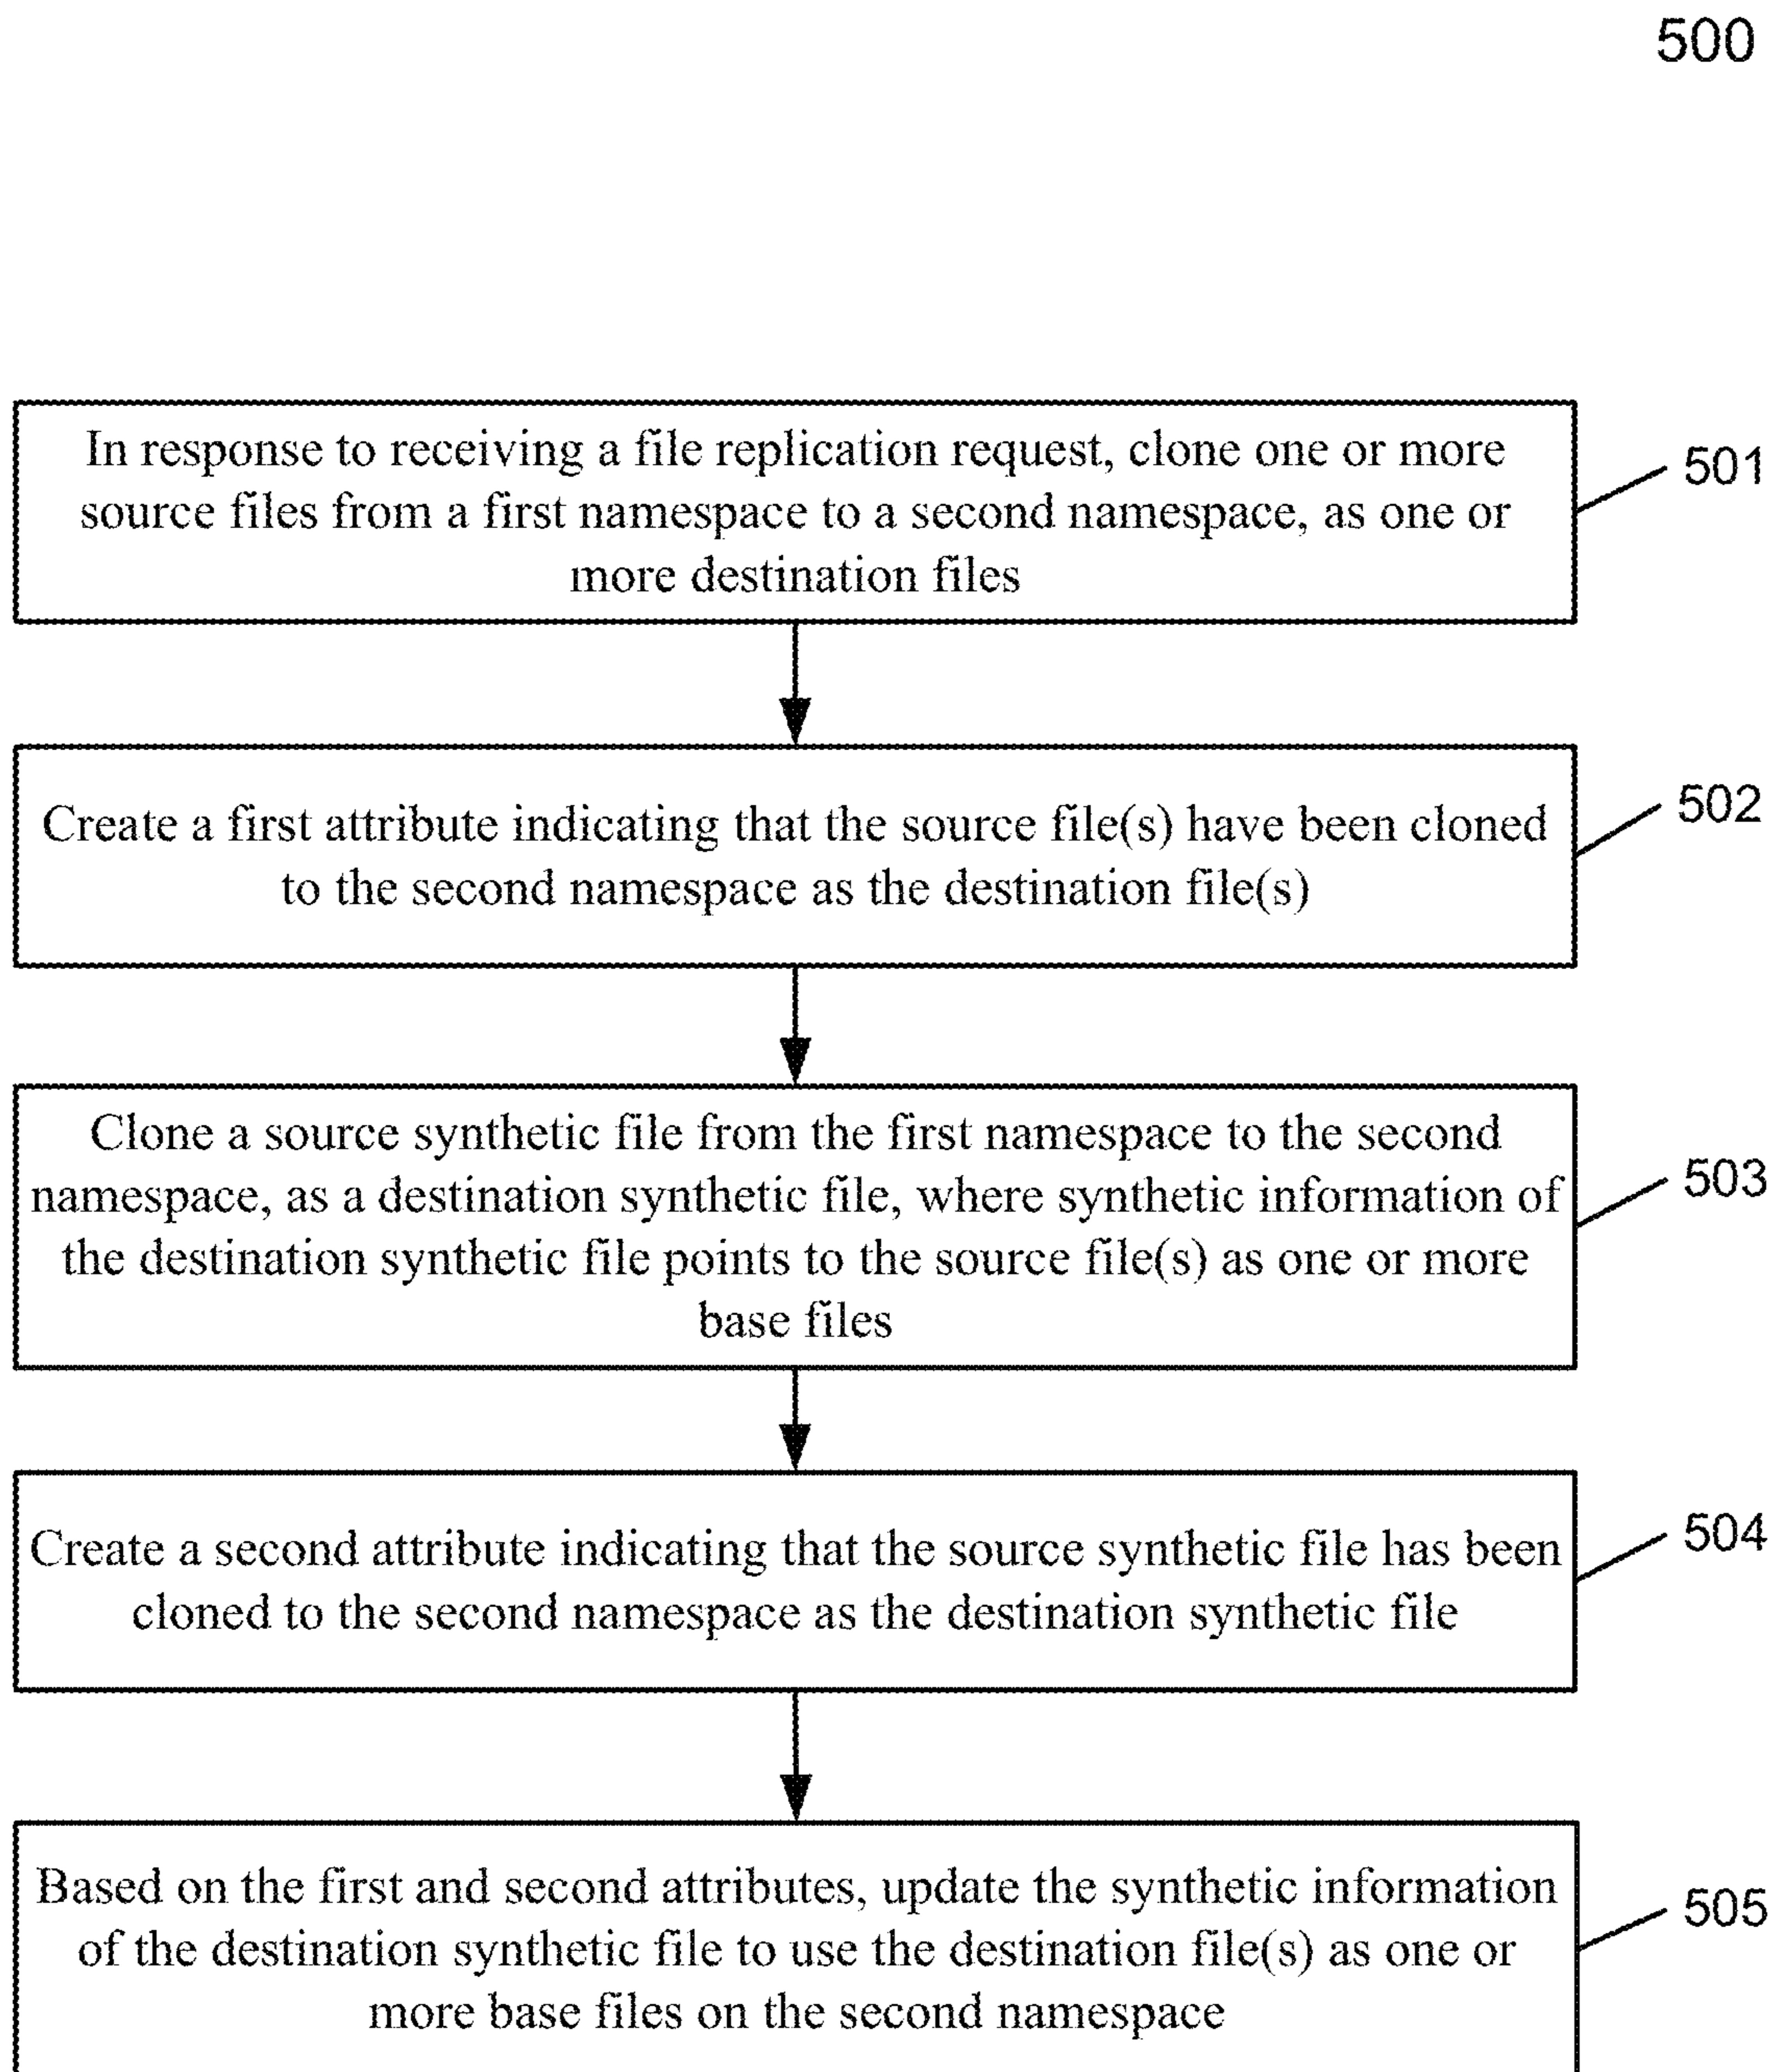 500
In response to receiving a file replication request, clone one or more
source files from a first namespace to a second namespace, as one or
more destination files
501
Create a first attribute indicating that the source file(s) have been cloned
to the second namespace as the destination file(s)
502
Clone a source synthetic file from the first namespace to the second
namespace, as a destination synthetic file, where synthetic information of
the destination synthetic file points to the source file(s) as one or more
base files
503
Create a second attribute indicating that the source synthetic file has been
cloned to the second namespace as the destination synthetic file
504
Based on the first and second attributes, update the synthetic information
of the destination synthetic file to use the destination file(s) as one or
more base files on the second namespace
505